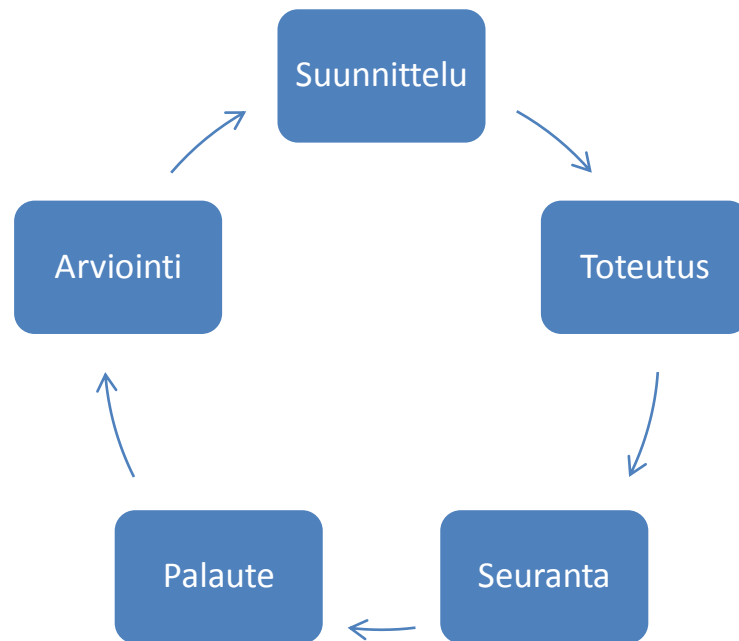 Suunnittelu
Toteutus
Seuranta
Palaute
Arviointi